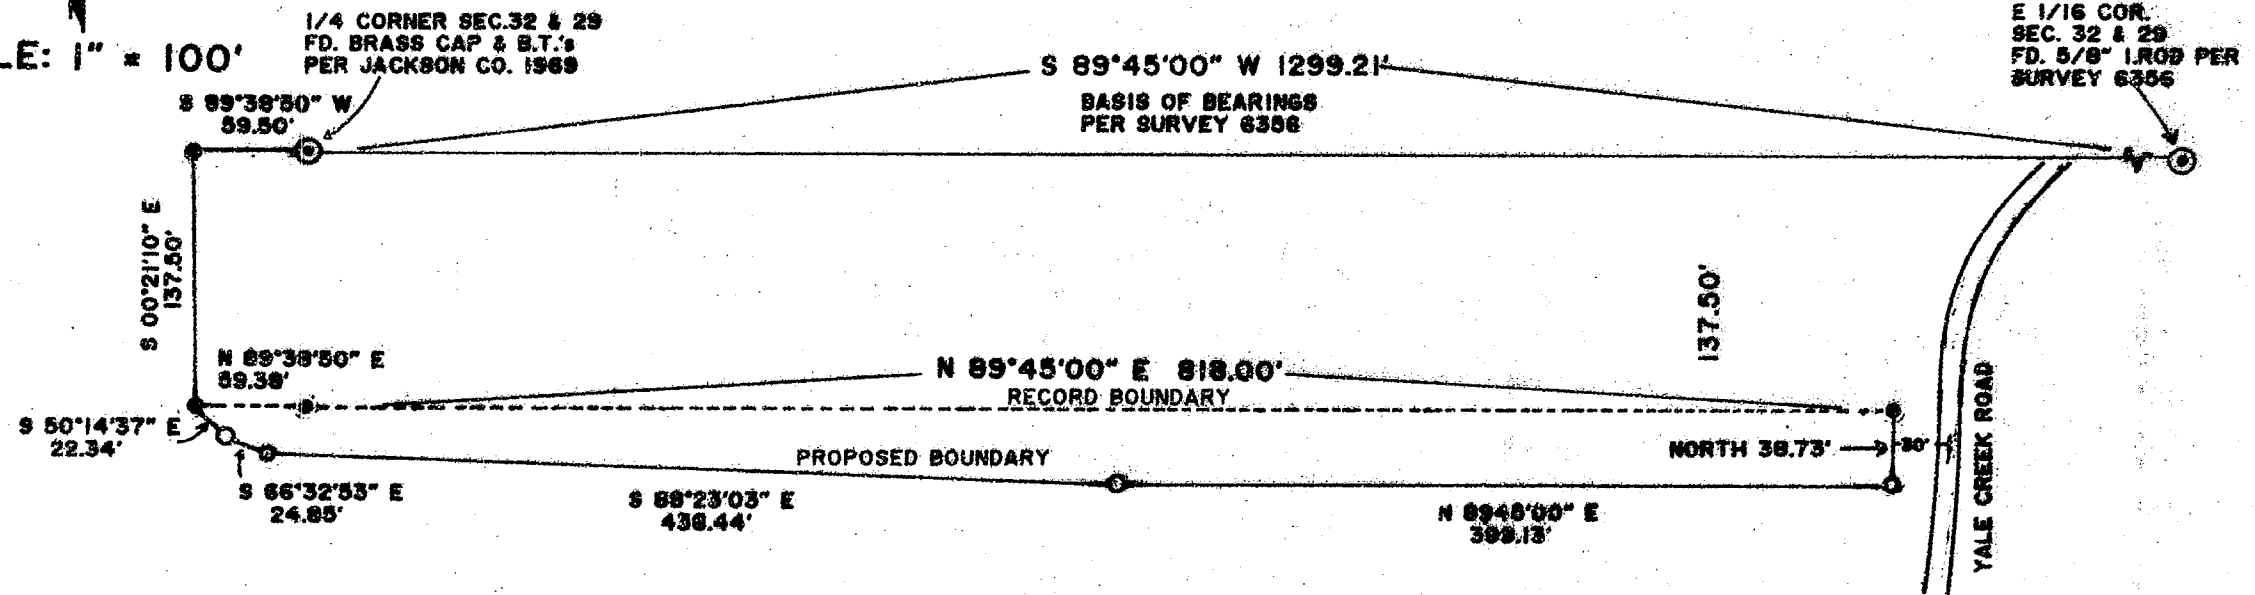 LE: 1" = 100'
1/4 CORNER SEC.32 & 29
FD. BRASS CAP & B.T.'s
PER JACKSON CO. 1969
S 89°38'50" W
59.50'
S 89°45'00" W 1299.21'
BASIS OF BEARINGS
PER SURVEY 6356
E 1/16 COR.
SEC. 32 & 29
FD. 5/8" I.ROD PER
SURVEY 6356
S 00°21'10" E
137.50'
137.50'
N 89°38'50" E
59.38'
N 89°45'00" E 818.00'
RECORD BOUNDARY
S 50°14'37" E
22.34'
S 66°32'53" E
24.85'
PROPOSED BOUNDARY
S 88°23'03" E
438.44'
NORTH 38.73'
30'
N 8948'00" E
399.13'
YALE CREEK ROAD